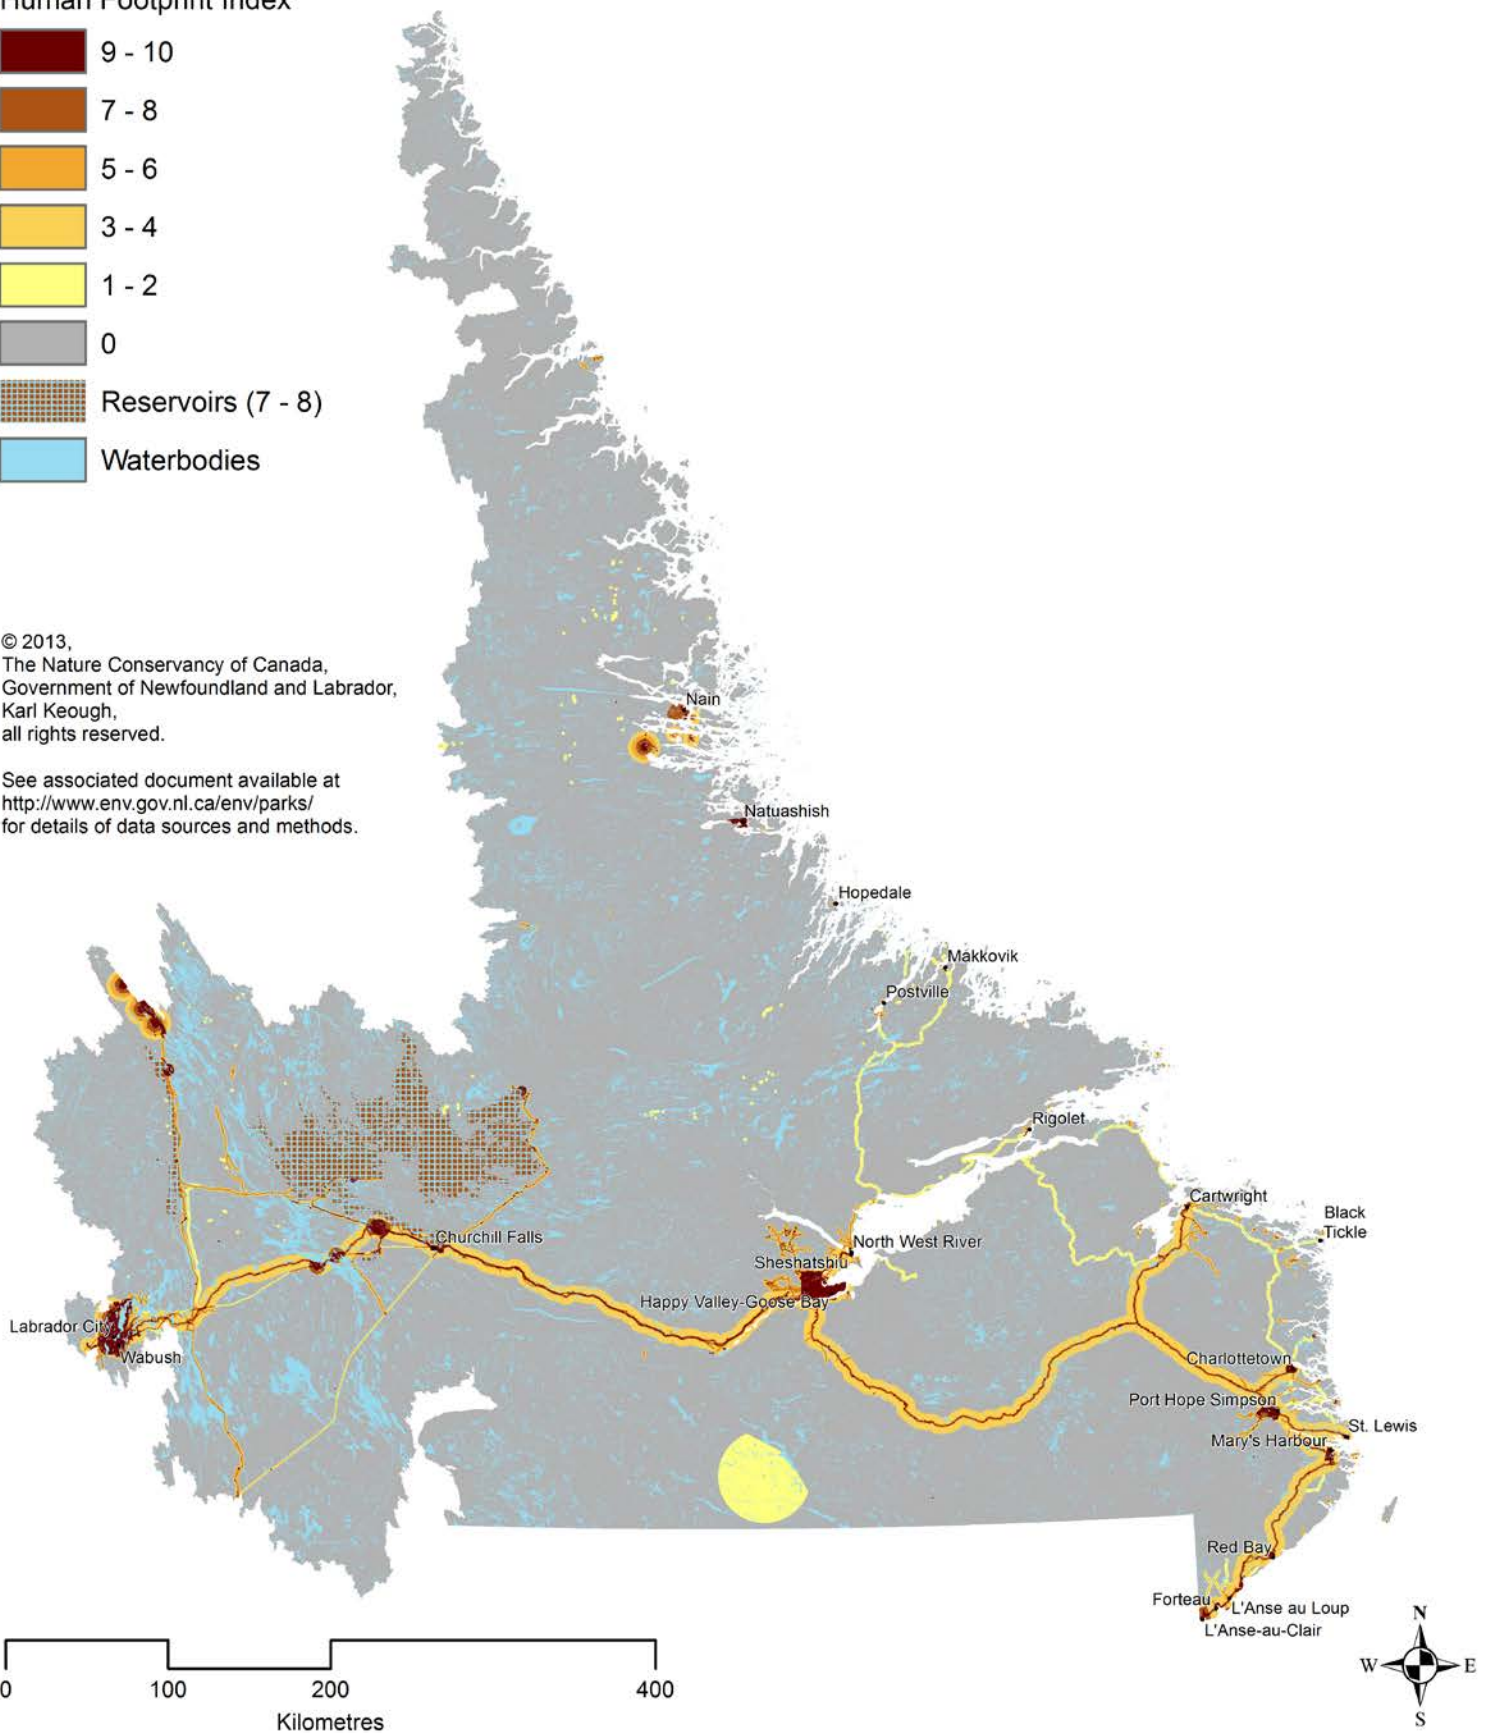 Human Footprint Index
9 - 10
7 - 8
5 - 6
3 - 4
1 - 2
0
Reservoirs (7 - 8)
Waterbodies
© 2013,
The Nature Conservancy of Canada,
Government of Newfoundland and Labrador,
Karl Keough,
all rights reserved.
See associated document available at
http://www.env.gov.nl.ca/env/parks/
for details of data sources and methods.
Nain
Natuashish
Hopedale
Makkovik
Postville
Rigolet
Cartwright
Black
Tickle
North West River
Sheshatshiu
Happy Valley-Goose Bay
Churchill Falls
Labrador City
Wabush
Charlottetown
Port Hope Simpson
St. Lewis
Mary's Harbour
Red Bay
Forteau
L'Anse au Loup
L'Anse-au-Clair
N
W
E
S
0
100
200
400
Kilometres